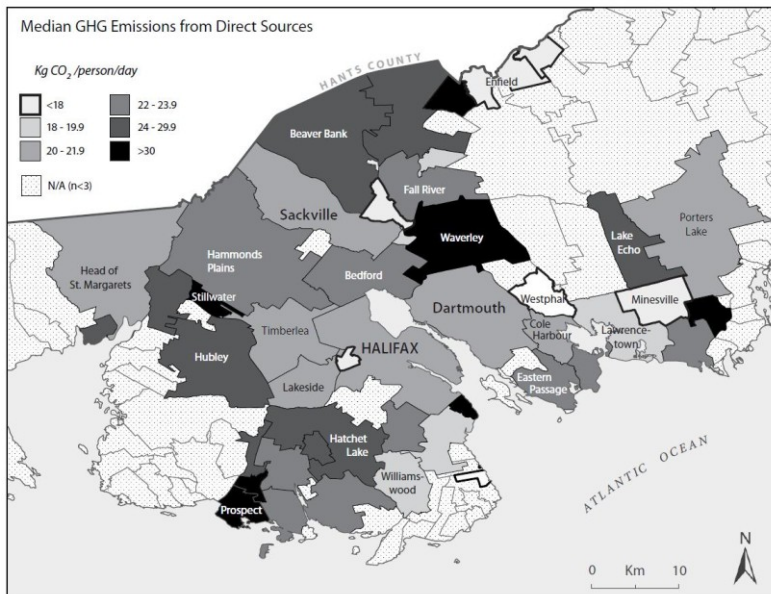 Median GHG Emissions from Direct Sources
Kg CO2 /person/day
<18
22 - 23.9
18 - 19.9
24 - 29.9
20 - 21.9
>30
N/A (n<3)
HANTS COUNTY
Enfield
Beaver Bank
Fall River
Sackville
Porters
Lake
Waverley
Lake
Echo
Hammonds
Plains
Head of
St. Margarets
Bedford
Stillwater
Westphal
Minesville
Dartmouth
Timberlea
Cole
Harbour
Lawrence-
town
HALIFAX
Hubley
Lakeside
Eastern
Passage
Hatchet
Lake
ATLANTIC OCEAN
Williams-
wood
Prospect
N
0 Km 10